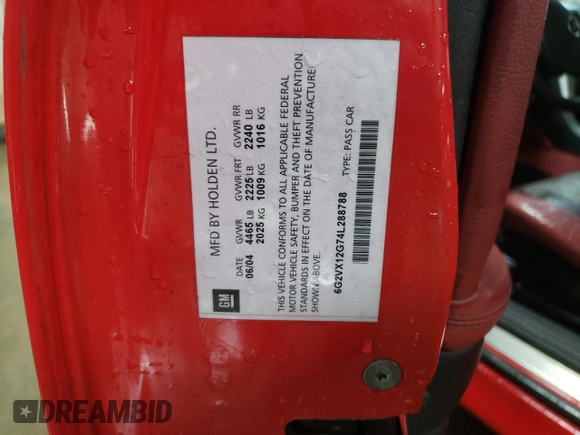 MFD BY HOLDEN LTD.
DATE GVWR GVWR FRT GVWR RR
06/04 4465 LB 2225 LB 2240 LB
2025 KG 1009 KG 1016 KG
THIS VEHICLE CONFORMS TO ALL APPLICABLE FEDERAL
MOTOR VEHICLE SAFETY, BUMPER AND THEFT PREVENTION
STANDARDS IN EFFECT ON THE DATE OF MANUFACTURE
SHOWN ABOVE.
6G2VX12G74L288788 TYPE: PASS CAR
GM
DREAMBID